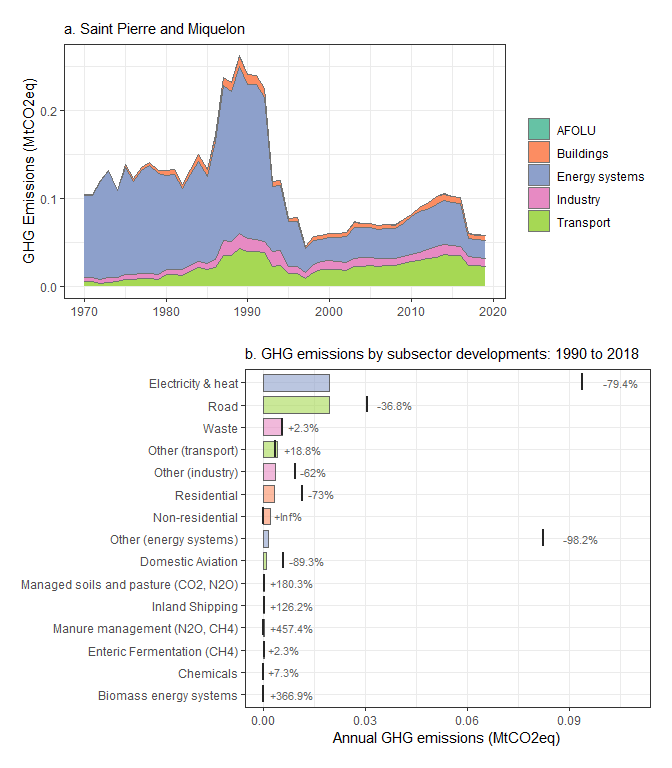 a. Saint Pierre and Miquelon
GHG Emissions (MtCO2eq)
0.2
0.1
0.0
1970
1980
1990
2000
2010
2020
AFOLU
Buildings
Energy systems
Industry
Transport
b. GHG emissions by subsector developments: 1990 to 2018
Electricity & heat
-79.4%
Road
-36.8%
Waste
+2.3%
Other (transport)
+18.8%
Other (industry)
-62%
Residential
-73%
Non-residential
+Inf%
Other (energy systems)
-98.2%
Domestic Aviation
-89.3%
Managed soils and pasture (CO2, N2O)
+180.3%
Inland Shipping
+126.2%
Manure management (N2O, CH4)
+457.4%
Enteric Fermentation (CH4)
+2.3%
Chemicals
+7.3%
Biomass energy systems
+366.9%
0.00
0.03
0.06
0.09
Annual GHG emissions (MtCO2eq)